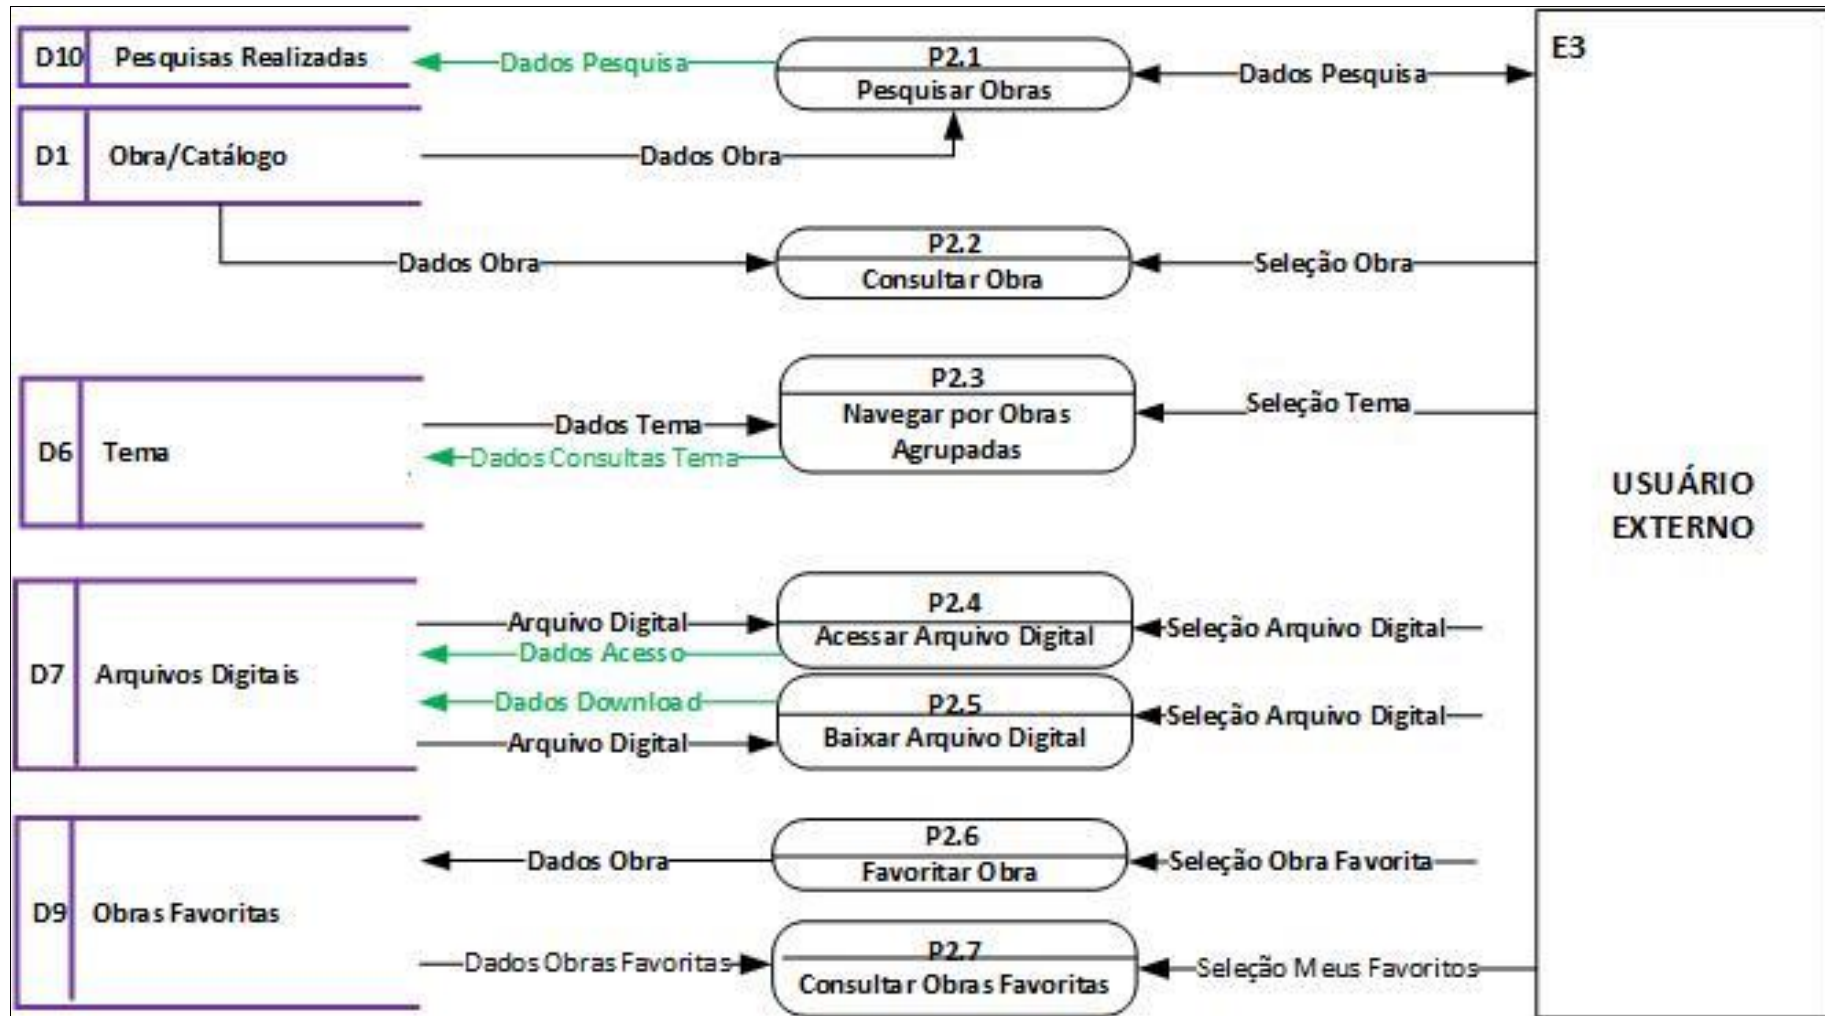 D10 Pesquisas Realizadas
Dados Pesquisa
P2.1
Pesquisar Obras
Dados Pesquisa
E3
D1 Obra/Catálogo
Dados Obra
Dados Obra
P2.2
Consultar Obra
Seleção Obra
D6 Tema
Dados Tema
Dados Consultas Tema
P2.3
Navegar por Obras
Agrupadas
Seleção Tema
USUÁRIO
EXTERNO
D7 Arquivos Digitais
Arquivo Digital
Dados Acesso
P2.4
Acessar Arquivo Digital
Seleção Arquivo Digital
Dados Download
Arquivo Digital
P2.5
Baixar Arquivo Digital
Seleção Arquivo Digital
D9 Obras Favoritas
Dados Obra
P2.6
Favoritar Obra
Seleção Obra Favorita
Dados Obras Favoritas
P2.7
Consultar Obras Favoritas
Seleção Meus Favoritos